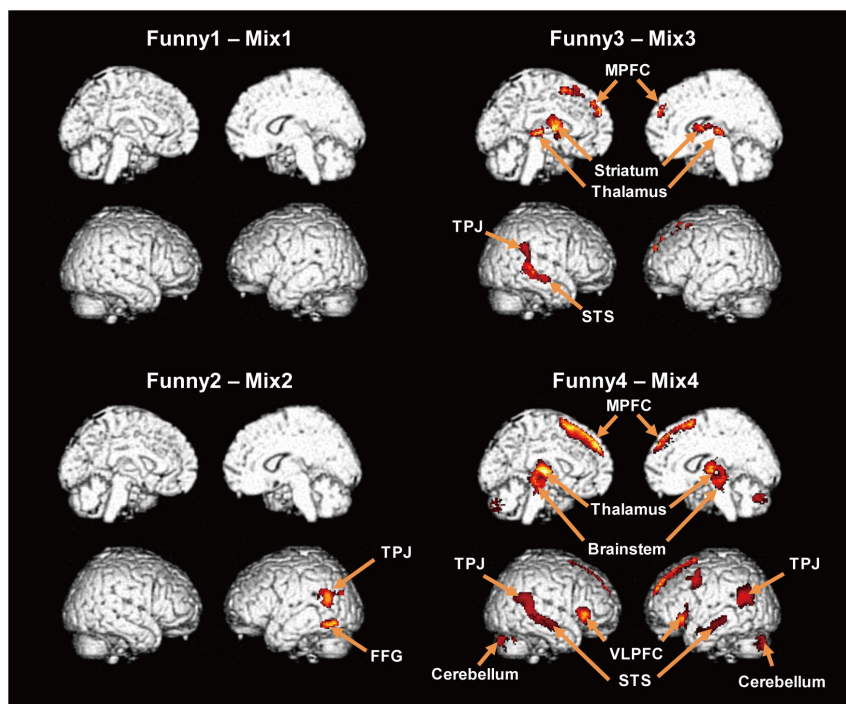 Funny1 – Mix1
Funny3 – Mix3
MPFC
Striatum
Thalamus
TPJ
STS
Funny2 – Mix2
TPJ
FFG
Funny4 – Mix4
MPFC
Thalamus
Brainstem
TPJ
TPJ
VLPFC
Cerebellum
STS
Cerebellum